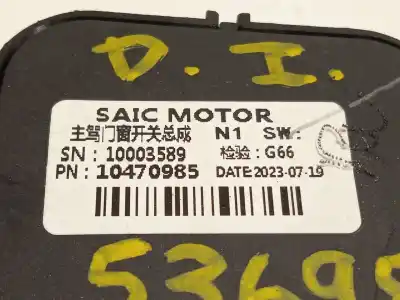 D. I.
SAIC MOTOR
主驾门窗开关总成 N1 SW:
SN : 10003589 检验 : G66
PN : 10470985 DATE:2023-07-19
53695